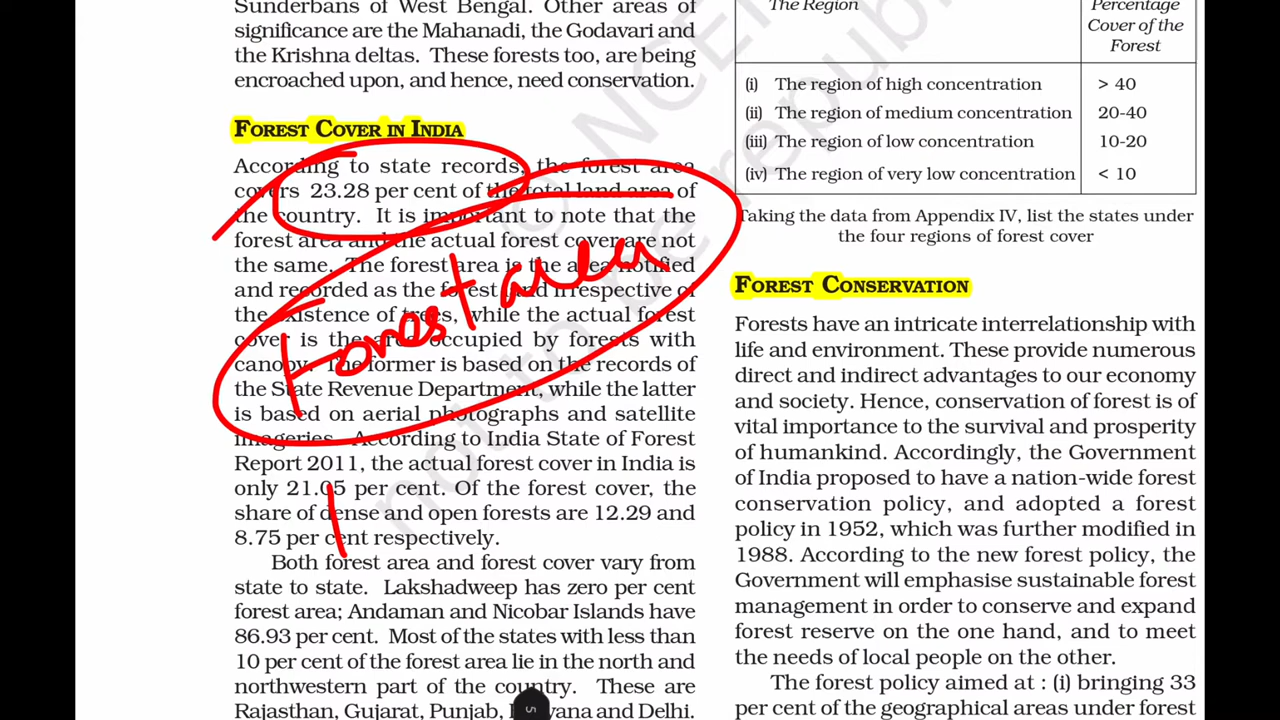 Sunderbans of West Bengal. Other areas of
significance are the Mahanadi, the Godavari and
the Krishna deltas. These forests too, are being
encroached upon, and hence, need conservation.
FOREST COVER IN INDIA
According to state records, the forest area
covers 23.28 per cent of the total land area of
the country. It is important to note that the
forest area and the actual forest cover are not
the same. The forest area is the area notified
and recorded as the forest land irrespective of
the existence of trees, while the actual forest
cover is the area occupied by forests with
canopy. The former is based on the records of
the State Revenue Department, while the latter
is based on aerial photographs and satellite
imageries. According to India State of Forest
Report 2011, the actual forest cover in India is
only 21.05 per cent. Of the forest cover, the
share of dense and open forests are 12.29 and
8.75 per cent respectively.
Both forest area and forest cover vary from
state to state. Lakshadweep has zero per cent
forest area; Andaman and Nicobar Islands have
86.93 per cent. Most of the states with less than
10 per cent of the forest area lie in the north and
northwestern part of the country. These are
Rajasthan, Gujarat, Punjab, Haryana and Delhi.
Forest area
5
The Region Percentage
Cover of the
Forest
(i) The region of high concentration > 40
(ii) The region of medium concentration 20-40
(iii) The region of low concentration 10-20
(iv) The region of very low concentration < 10
Taking the data from Appendix IV, list the states under
the four regions of forest cover
FOREST CONSERVATION
Forests have an intricate interrelationship with
life and environment. These provide numerous
direct and indirect advantages to our economy
and society. Hence, conservation of forest is of
vital importance to the survival and prosperity
of humankind. Accordingly, the Government
of India proposed to have a nation-wide forest
conservation policy, and adopted a forest
policy in 1952, which was further modified in
1988. According to the new forest policy, the
Government will emphasise sustainable forest
management in order to conserve and expand
forest reserve on the one hand, and to meet
the needs of local people on the other.
The forest policy aimed at : (i) bringing 33
per cent of the geographical areas under forest
© NCE
not to be republi